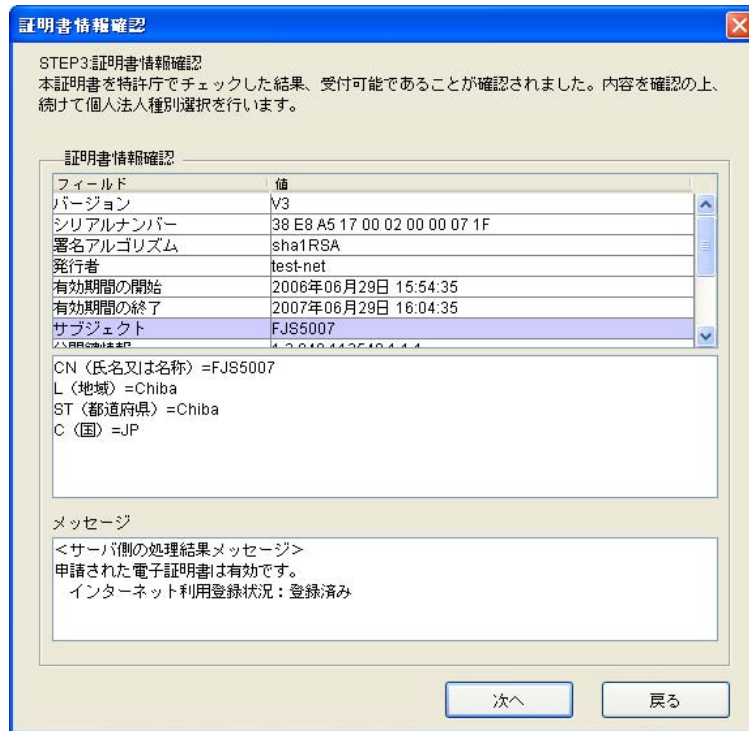 証明書情報確認
STEP3:証明書情報確認
本証明書を特許庁でチェックした結果、受付可能であることが確認されました。内容を確認の上、
続けて個人法人種別選択を行います。
証明書情報確認
フィールド 値
バージョン V3
シリアルナンバー 38 E8 A5 17 00 02 00 00 07 1F
署名アルゴリズム sha1RSA
発行者 test-net
有効期間の開始 2006年06月29日 15:54:35
有効期間の終了 2007年06月29日 16:04:35
サブジェクト FJS5007
CN（氏名又は名称）=FJS5007
L（地域）=Chiba
ST（都道府県）=Chiba
C（国）=JP
メッセージ
<サーバ側の処理結果メッセージ>
申請された電子証明書は有効です。
インターネット利用登録状況：登録済み
次へ 戻る